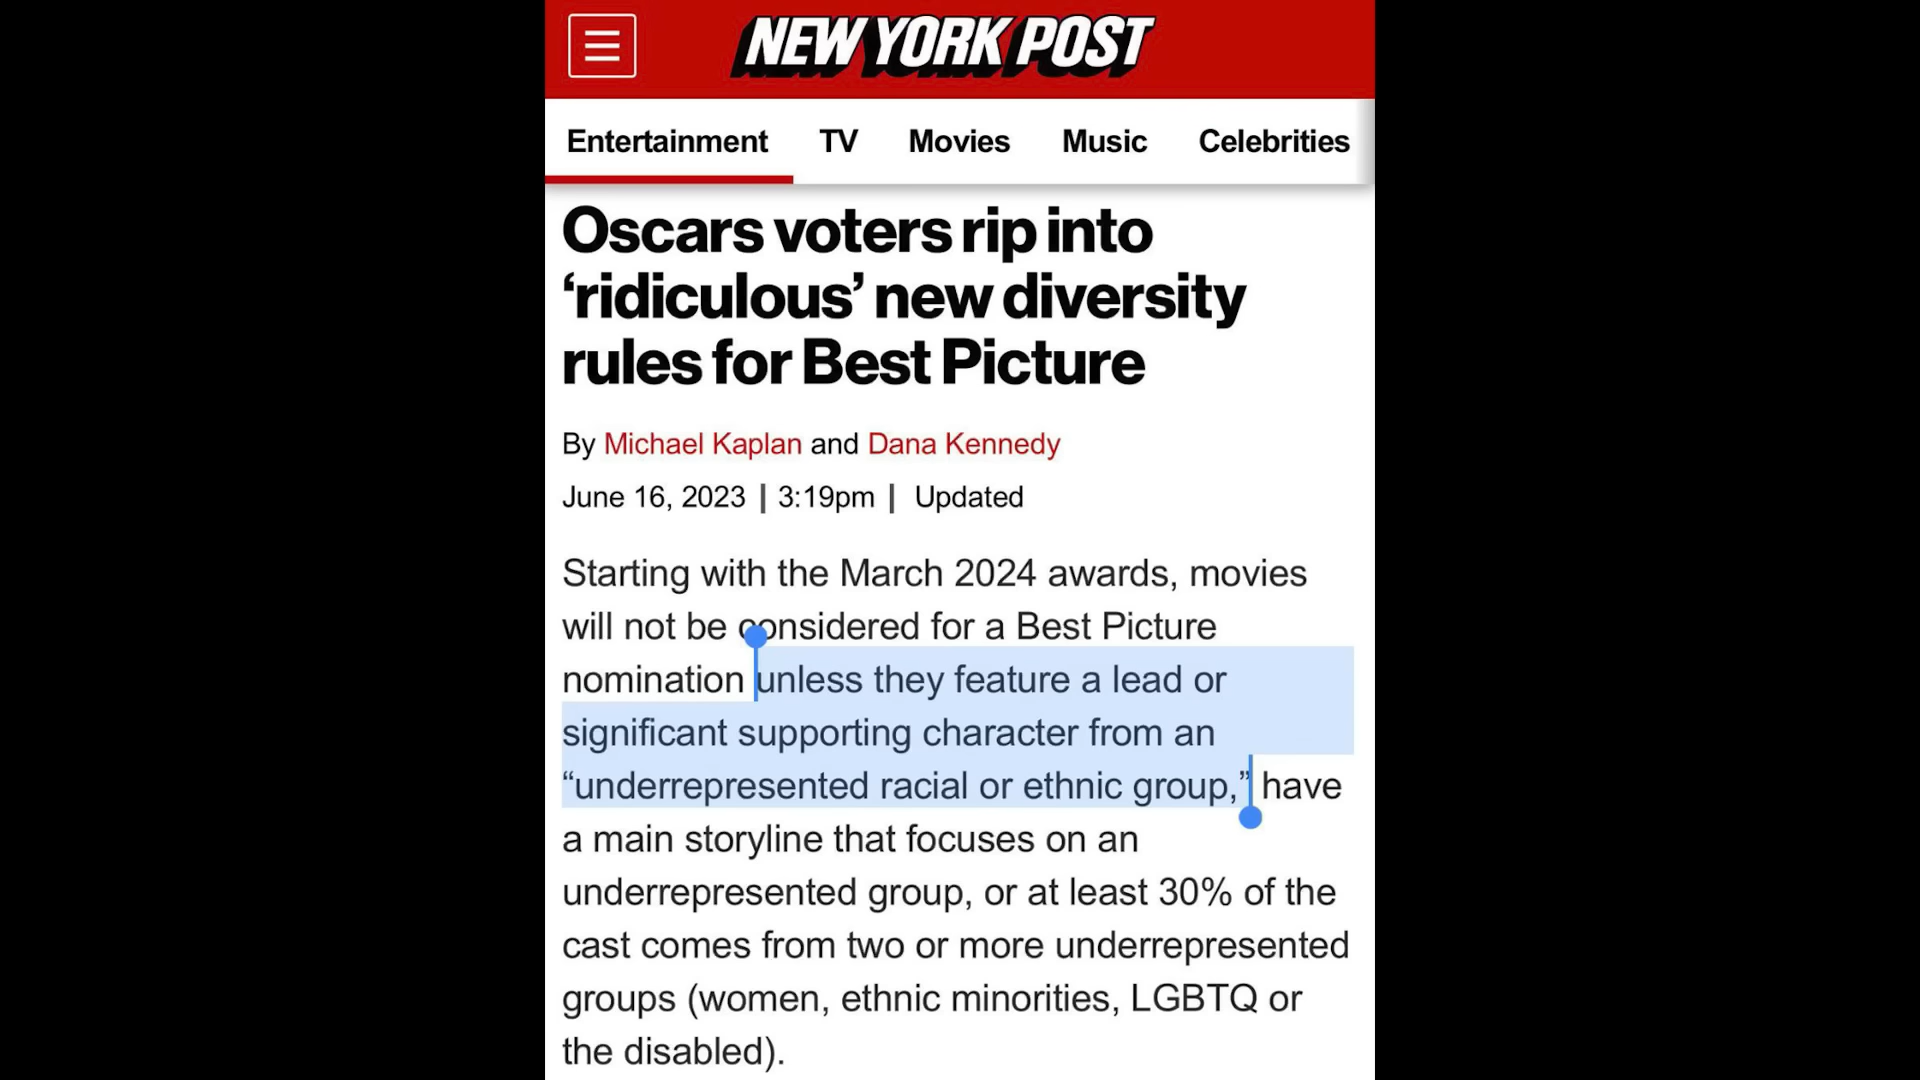 NEW YORK POST
Entertainment TV Movies Music Celebrities
Oscars voters rip into
‘ridiculous’ new diversity
rules for Best Picture
By Michael Kaplan and Dana Kennedy
June 16, 2023 | 3:19pm | Updated
Starting with the March 2024 awards, movies
will not be considered for a Best Picture
nomination unless they feature a lead or
significant supporting character from an
“underrepresented racial or ethnic group,” have
a main storyline that focuses on an
underrepresented group, or at least 30% of the
cast comes from two or more underrepresented
groups (women, ethnic minorities, LGBTQ or
the disabled).